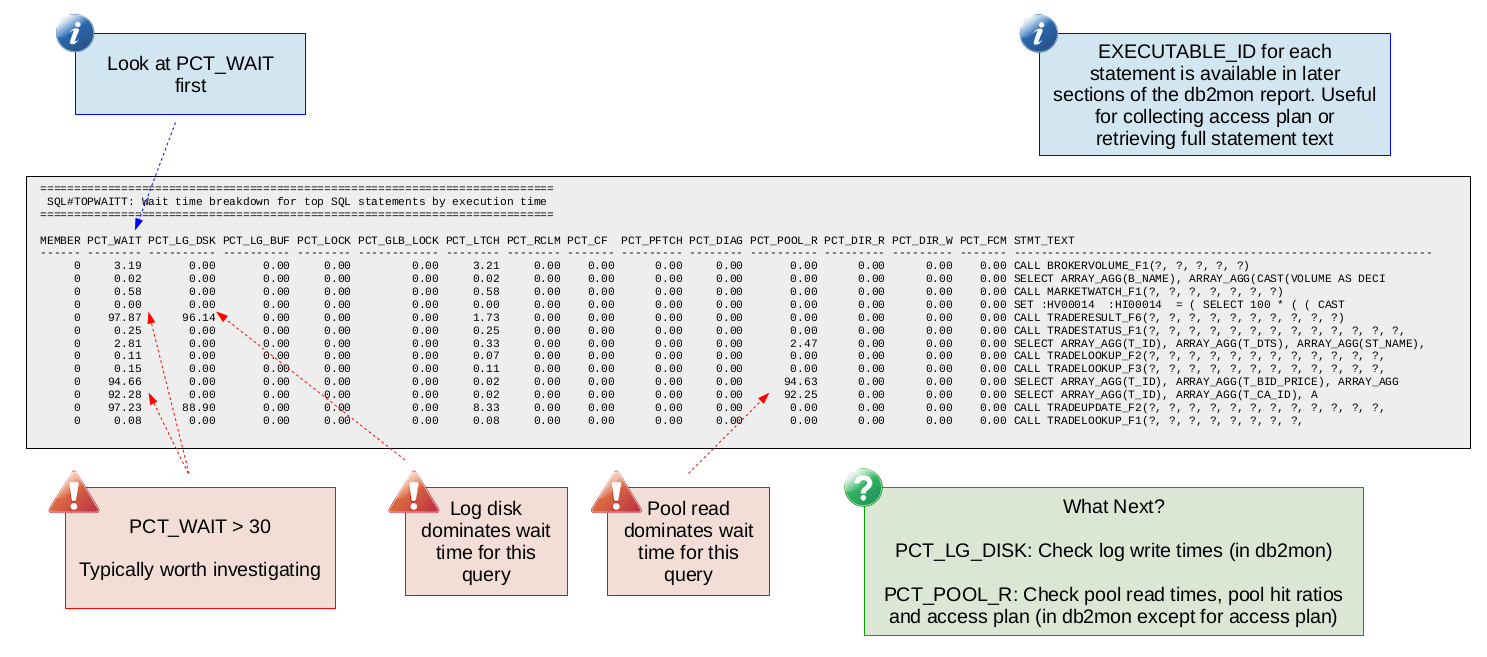 Look at PCT_WAIT
first
EXECUTABLE_ID for each
statement is available in later
sections of the db2mon report. Useful
for collecting access plan or
retrieving full statement text
============================================================================
SQL#TOPWAITT: Wait time breakdown for top SQL statements by execution time
============================================================================
MEMBER PCT_WAIT PCT_LG_DSK PCT_LG_BUF PCT_LOCK PCT_GLB_LOCK PCT_LTCH PCT_RCLM PCT_CF  PCT_PFTCH PCT_DIAG PCT_POOL_R PCT_DIR_R PCT_DIR_W PCT_FCM STMT_TEXT
------ -------- ---------- ---------- -------- ------------ -------- -------- ------- --------- -------- ---------- --------- --------- ------- --------------------------------------------------------------
0 3.19 0.00 0.00 0.00 0.00 3.21 0.00 0.00 0.00 0.00 0.00 0.00 0.00 0.00 CALL BROKERVOLUME_F1(?, ?, ?, ?, ?)
0 0.02 0.00 0.00 0.00 0.00 0.02 0.00 0.00 0.00 0.00 0.00 0.00 0.00 0.00 SELECT ARRAY_AGG(B_NAME), ARRAY_AGG(CAST(VOLUME AS DECI
0 0.58 0.00 0.00 0.00 0.00 0.58 0.00 0.00 0.00 0.00 0.00 0.00 0.00 0.00 CALL MARKETWATCH_F1(?, ?, ?, ?, ?, ?, ?)
0 0.00 0.00 0.00 0.00 0.00 0.00 0.00 0.00 0.00 0.00 0.00 0.00 0.00 0.00 SET :HV00014  :HI00014  = ( SELECT 100 * ( ( CAST
0 97.87 96.14 0.00 0.00 0.00 1.73 0.00 0.00 0.00 0.00 0.00 0.00 0.00 0.00 CALL TRADERESULT_F6(?, ?, ?, ?, ?, ?, ?, ?, ?, ?)
0 0.25 0.00 0.00 0.00 0.00 0.25 0.00 0.00 0.00 0.00 0.00 0.00 0.00 0.00 CALL TRADESTATUS_F1(?, ?, ?, ?, ?, ?, ?, ?, ?, ?, ?, ?, ?, ?,
0 2.81 0.00 0.00 0.00 0.00 0.33 0.00 0.00 0.00 0.00 2.47 0.00 0.00 0.00 SELECT ARRAY_AGG(T_ID), ARRAY_AGG(T_DTS), ARRAY_AGG(ST_NAME),
0 0.11 0.00 0.00 0.00 0.00 0.07 0.00 0.00 0.00 0.00 0.00 0.00 0.00 0.00 CALL TRADELOOKUP_F2(?, ?, ?, ?, ?, ?, ?, ?, ?, ?, ?, ?, ?,
0 0.15 0.00 0.00 0.00 0.00 0.11 0.00 0.00 0.00 0.00 0.00 0.00 0.00 0.00 CALL TRADELOOKUP_F3(?, ?, ?, ?, ?, ?, ?, ?, ?, ?, ?, ?, ?,
0 94.66 0.00 0.00 0.00 0.00 0.02 0.00 0.00 0.00 0.00 94.63 0.00 0.00 0.00 SELECT ARRAY_AGG(T_ID), ARRAY_AGG(T_BID_PRICE), ARRAY_AGG
0 92.28 0.00 0.00 0.00 0.00 0.02 0.00 0.00 0.00 0.00 92.25 0.00 0.00 0.00 SELECT ARRAY_AGG(T_ID), ARRAY_AGG(T_CA_ID), A
0 97.23 88.90 0.00 0.00 0.00 8.33 0.00 0.00 0.00 0.00 0.00 0.00 0.00 0.00 CALL TRADEUPDATE_F2(?, ?, ?, ?, ?, ?, ?, ?, ?, ?, ?, ?, ?,
0 0.08 0.00 0.00 0.00 0.00 0.08 0.00 0.00 0.00 0.00 0.00 0.00 0.00 0.00 CALL TRADELOOKUP_F1(?, ?, ?, ?, ?, ?, ?, ?,
PCT_WAIT > 30
Typically worth investigating
Log disk
dominates wait
time for this
query
Pool read
dominates wait
time for this
query
What Next?
PCT_LG_DISK: Check log write times (in db2mon)
PCT_POOL_R: Check pool read times, pool hit ratios
and access plan (in db2mon except for access plan)